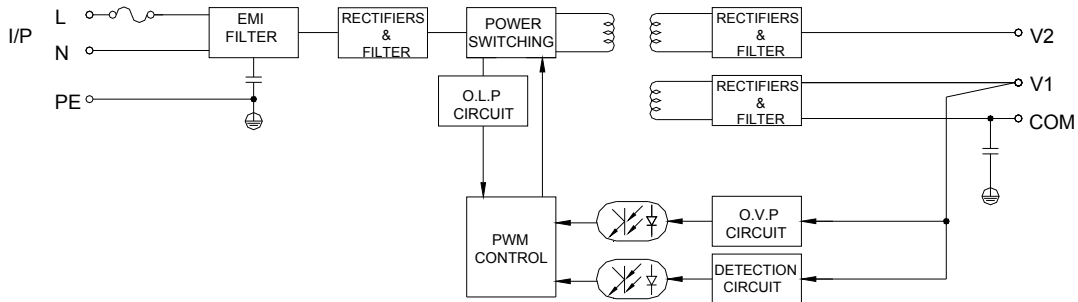 I/P
L
N
PE
EMI
FILTER
RECTIFIERS
&
FILTER
POWER
SWITCHING
O.L.P
CIRCUIT
PWM
CONTROL
RECTIFIERS
&
FILTER
V2
RECTIFIERS
&
FILTER
V1
COM
O.V.P
CIRCUIT
DETECTION
CIRCUIT